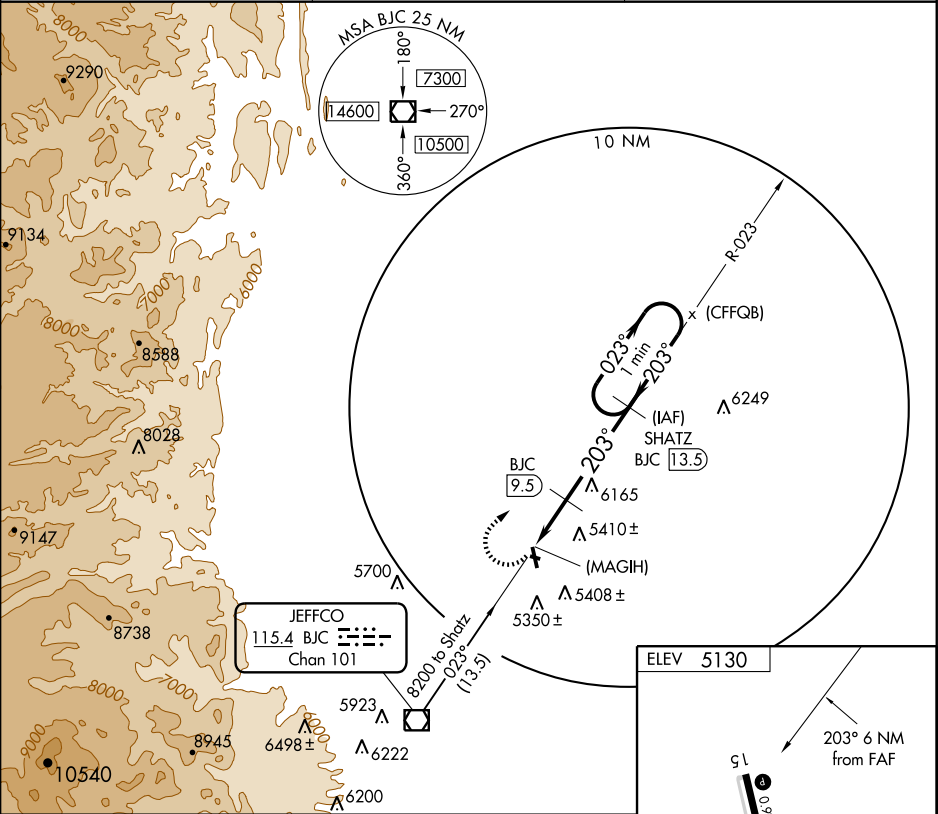 MSA BJC 25 NM
180°
7300
14600
270°
10500
360°
8000
9290
10 NM
R-023
9134
6000
7000
8000
(CFFQB)
8588
023°
1 min
203°
8028
6249
(IAF)
SHATZ
BJC 13.5
203°
BJC
9.5
6165
9147
5410 ±
5700
(MAGIH)
5408 ±
5350 ±
JEFFCO
115.4 BJC
Chan 101
8738
8200 to Shatz
023°
(13.5)
ELEV 5130
8000
7000
6000
5923
203° 6 NM
from FAF
6498 ±
8945
6222
9000
15
P
10540
6200